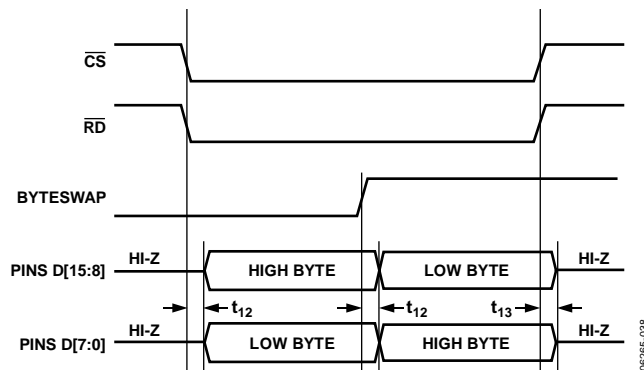 CS
RD
BYTESWAP
PINS D[15:8]
HI-Z
HIGH BYTE
LOW BYTE
HI-Z
t12
t12
t13
PINS D[7:0]
HI-Z
LOW BYTE
HIGH BYTE
HI-Z
06265-038